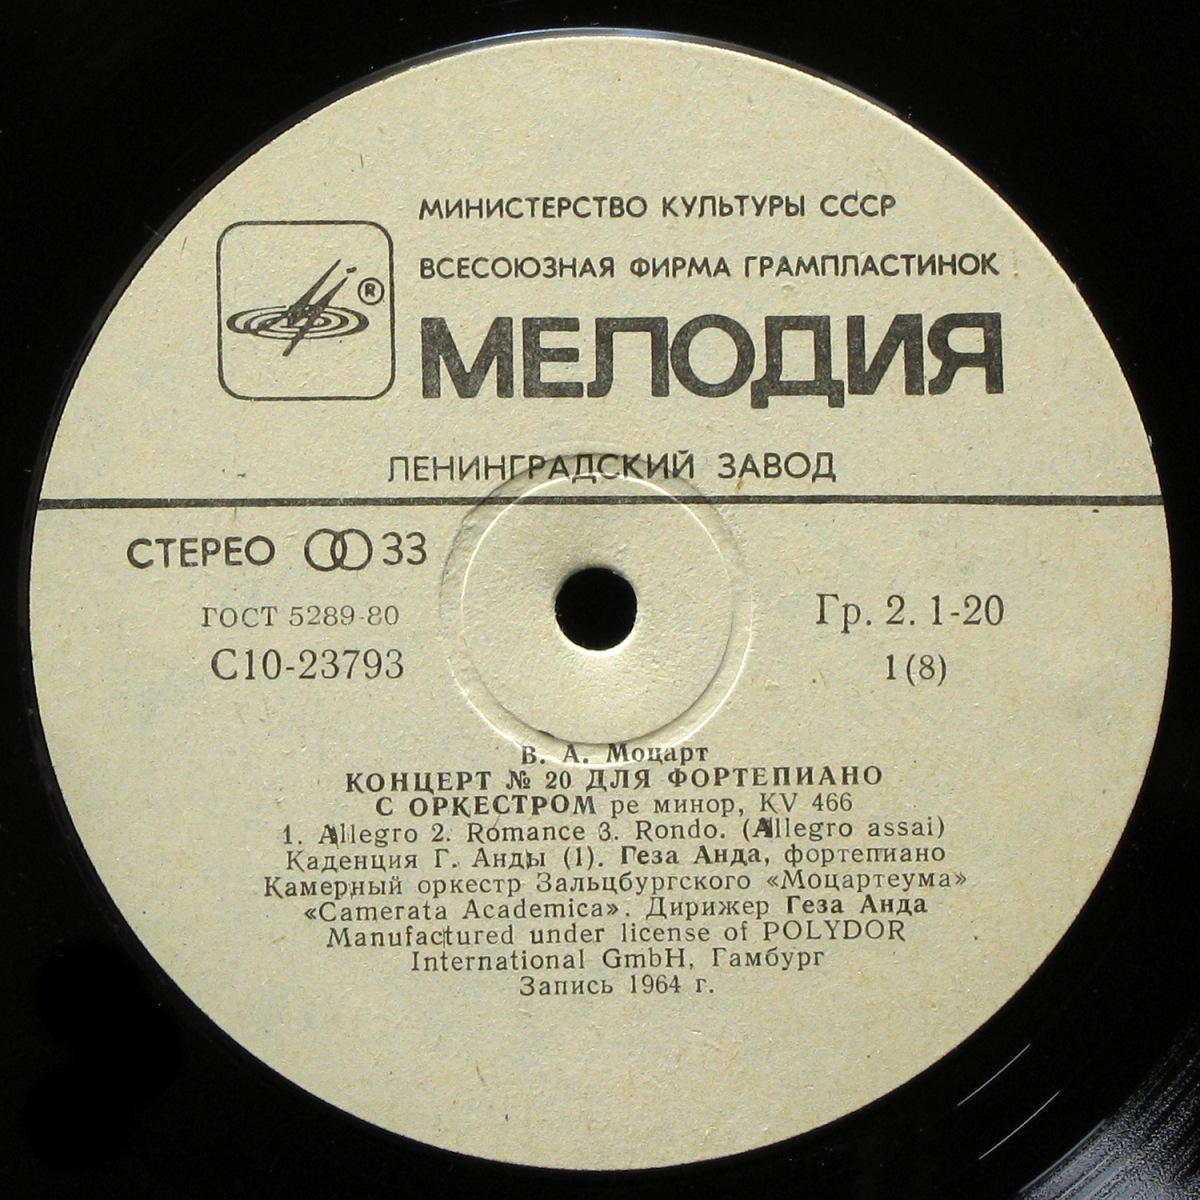 МИНИСТЕРСТВО КУЛЬТУРЫ СССР
ВСЕСОЮЗНАЯ ФИРМА ГРАМПЛАСТИНОК
®
МЕЛОДИЯ
ЛЕНИНГРАДСКИЙ ЗАВОД
СТЕРЕО 33
ГОСТ 5289-80
С10-23793
Гр. 2. 1-20
1(8)
В. А. Моцарт
КОНЦЕРТ № 20 ДЛЯ ФОРТЕПИАНО
С ОРКЕСТРОМ ре минор, KV 466
1. Allegro 2. Romance 3. Rondo. (Allegro assai)
Каденция Г. Анды (1). Геза Анда, фортепиано
Камерный оркестр Зальцбургского «Моцартеума»
«Camerata Academica». Дирижер Геза Анда
Manufactured under license of POLYDOR
International GmbH, Гамбург
Запись 1964 г.